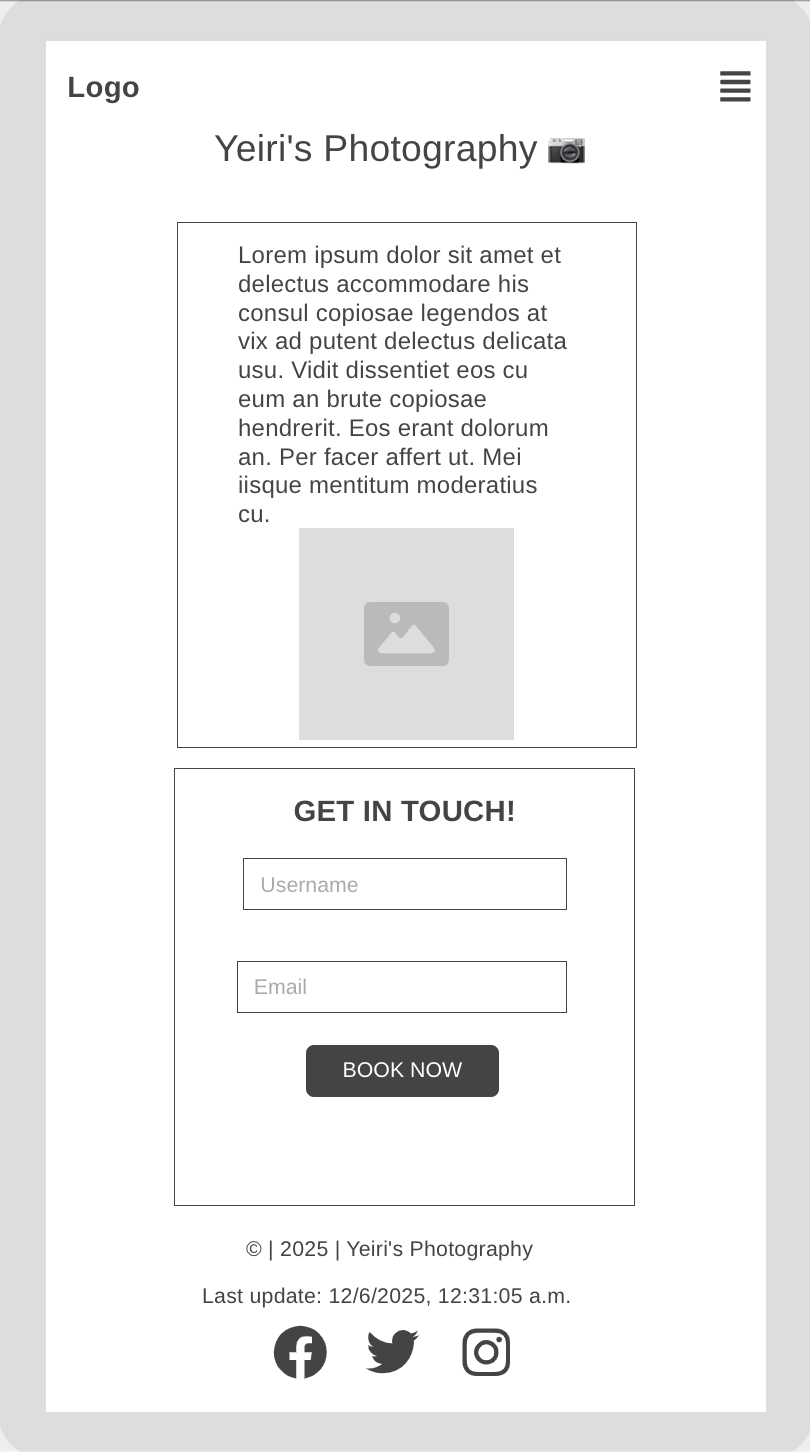 Logo
Yeiri's Photography 📷
Lorem ipsum dolor sit amet et
delectus accommodare his
consul copiosae legendos at
vix ad putent delectus delicata
usu. Vidit dissentiet eos cu
eum an brute copiosae
hendrerit. Eos erant dolorum
an. Per facer affert ut. Mei
iisque mentitum moderatius
cu.
GET IN TOUCH!
Username
Email
BOOK NOW
© | 2025 | Yeiri's Photography
Last update: 12/6/2025, 12:31:05 a.m.